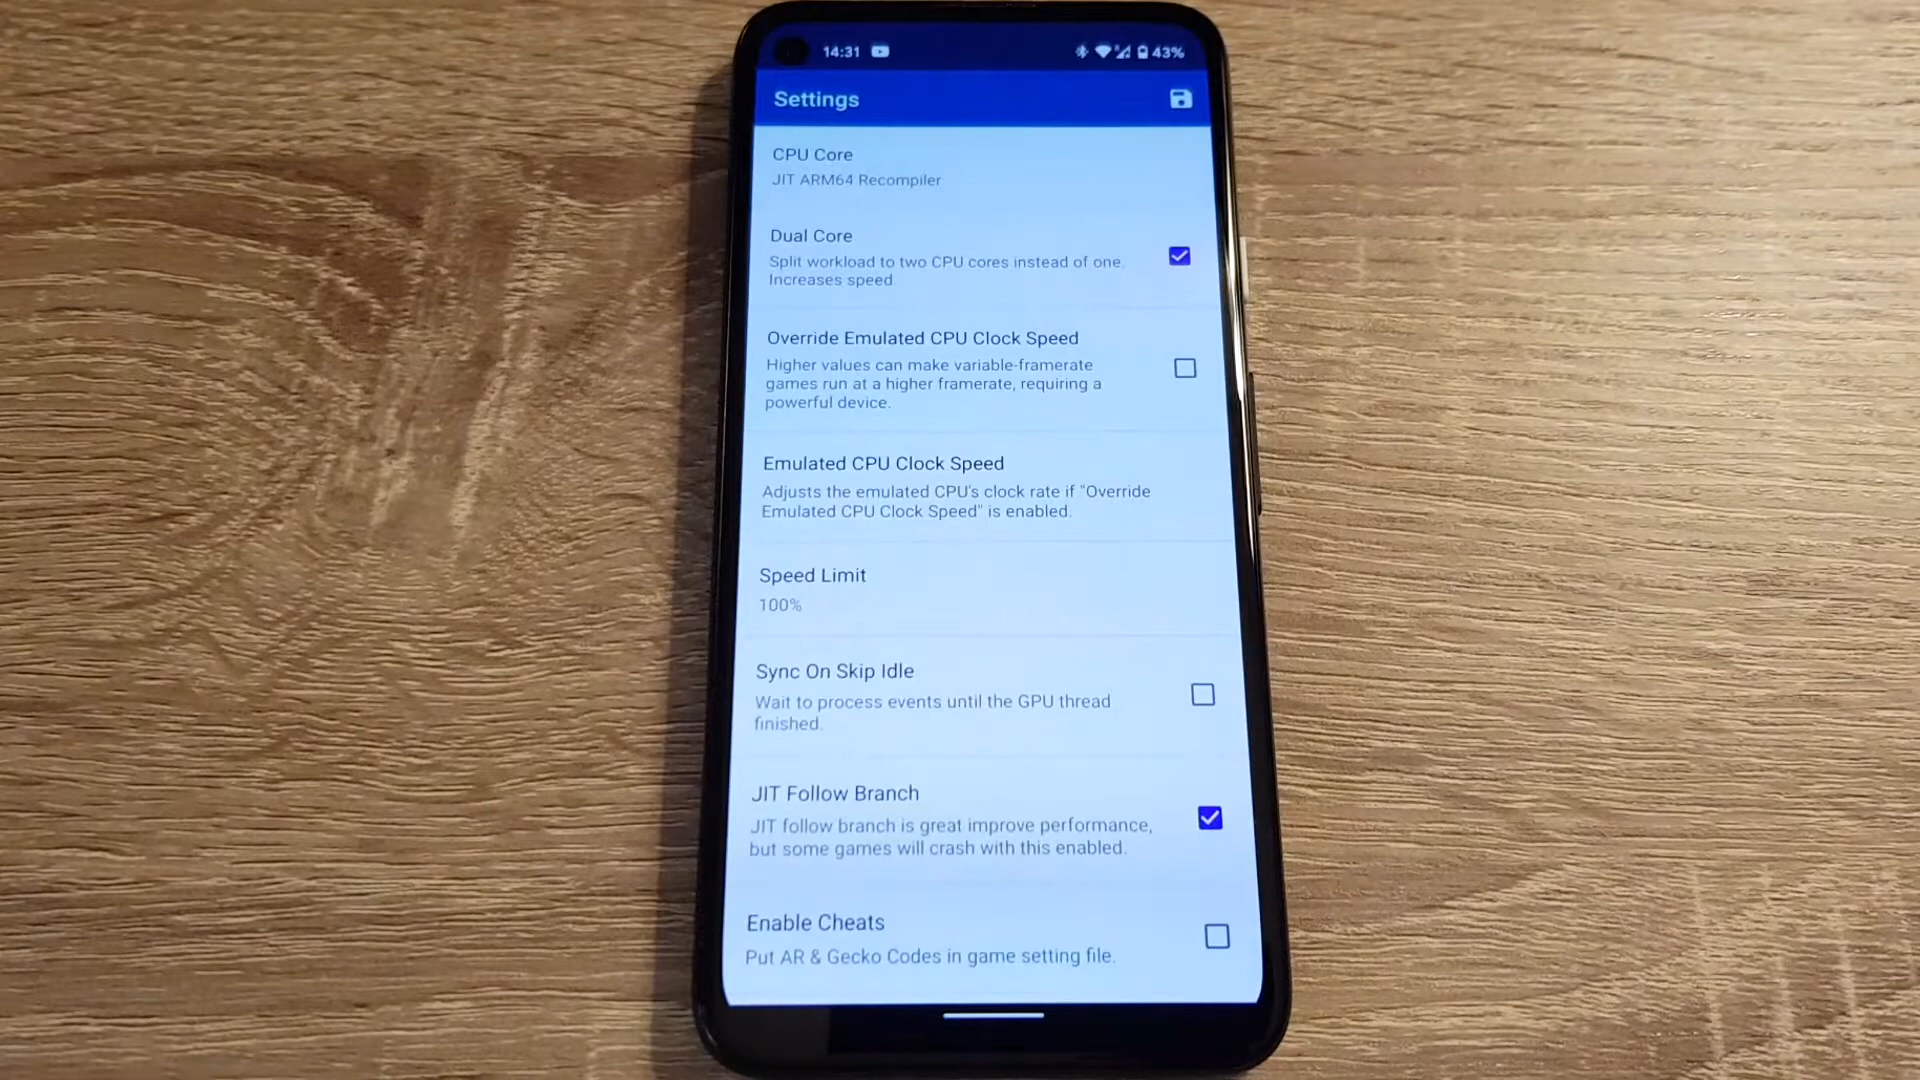 14:31
43%
Settings
CPU Core
JIT ARM64 Recompiler
Dual Core
Split workload to two CPU cores instead of one.
Increases speed.
Override Emulated CPU Clock Speed
Higher values can make variable-framerate
games run at a higher framerate, requiring a
powerful device.
Emulated CPU Clock Speed
Adjusts the emulated CPU's clock rate if "Override
Emulated CPU Clock Speed" is enabled.
Speed Limit
100%
Sync On Skip Idle
Wait to process events until the GPU thread
finished.
JIT Follow Branch
JIT follow branch is great improve performance,
but some games will crash with this enabled.
Enable Cheats
Put AR & Gecko Codes in game setting file.